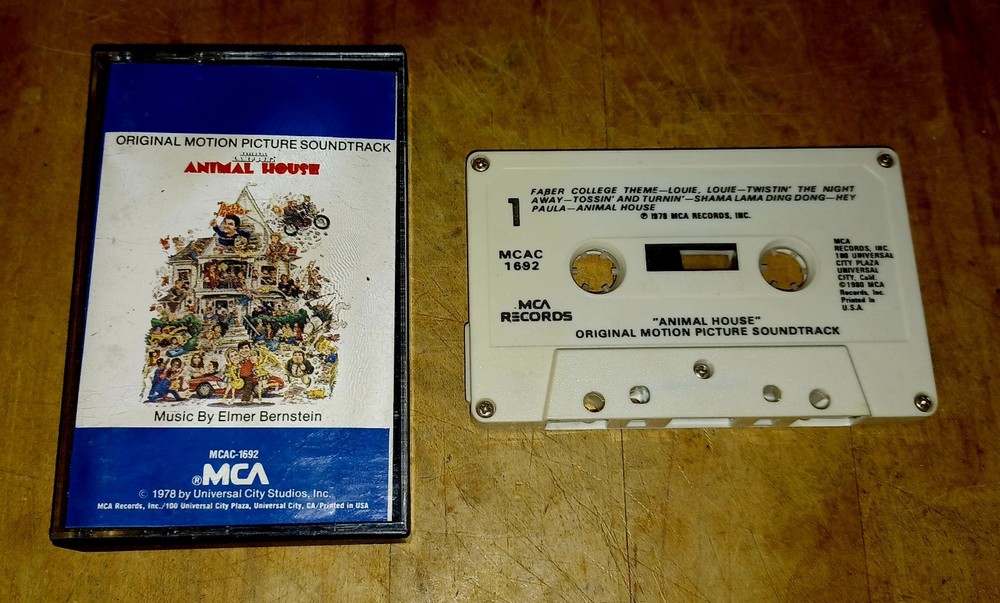 ORIGINAL MOTION PICTURE SOUNDTRACK
ANIMAL HOUSE
Music By Elmer Bernstein
MCAC-1692
®MCA
© 1978 by Universal City Studios, Inc.
MCA Records, Inc./100 Universal City Plaza, Universal City, CA/Printed in USA
1
FABER COLLEGE THEME—LOUIE, LOUIE—TWISTIN' THE NIGHT
AWAY—TOSSIN' AND TURNIN'—SHAMA LAMA DING DONG—HEY
PAULA—ANIMAL HOUSE
℗ 1978 MCA RECORDS, INC.
MCAC
1692
MCA
RECORDS
MCA
RECORDS, INC.
100 UNIVERSAL
CITY PLAZA
UNIVERSAL
CITY, Calif.
©1980 MCA
Records, Inc.
Printed in
U.S.A.
"ANIMAL HOUSE"
ORIGINAL MOTION PICTURE SOUNDTRACK